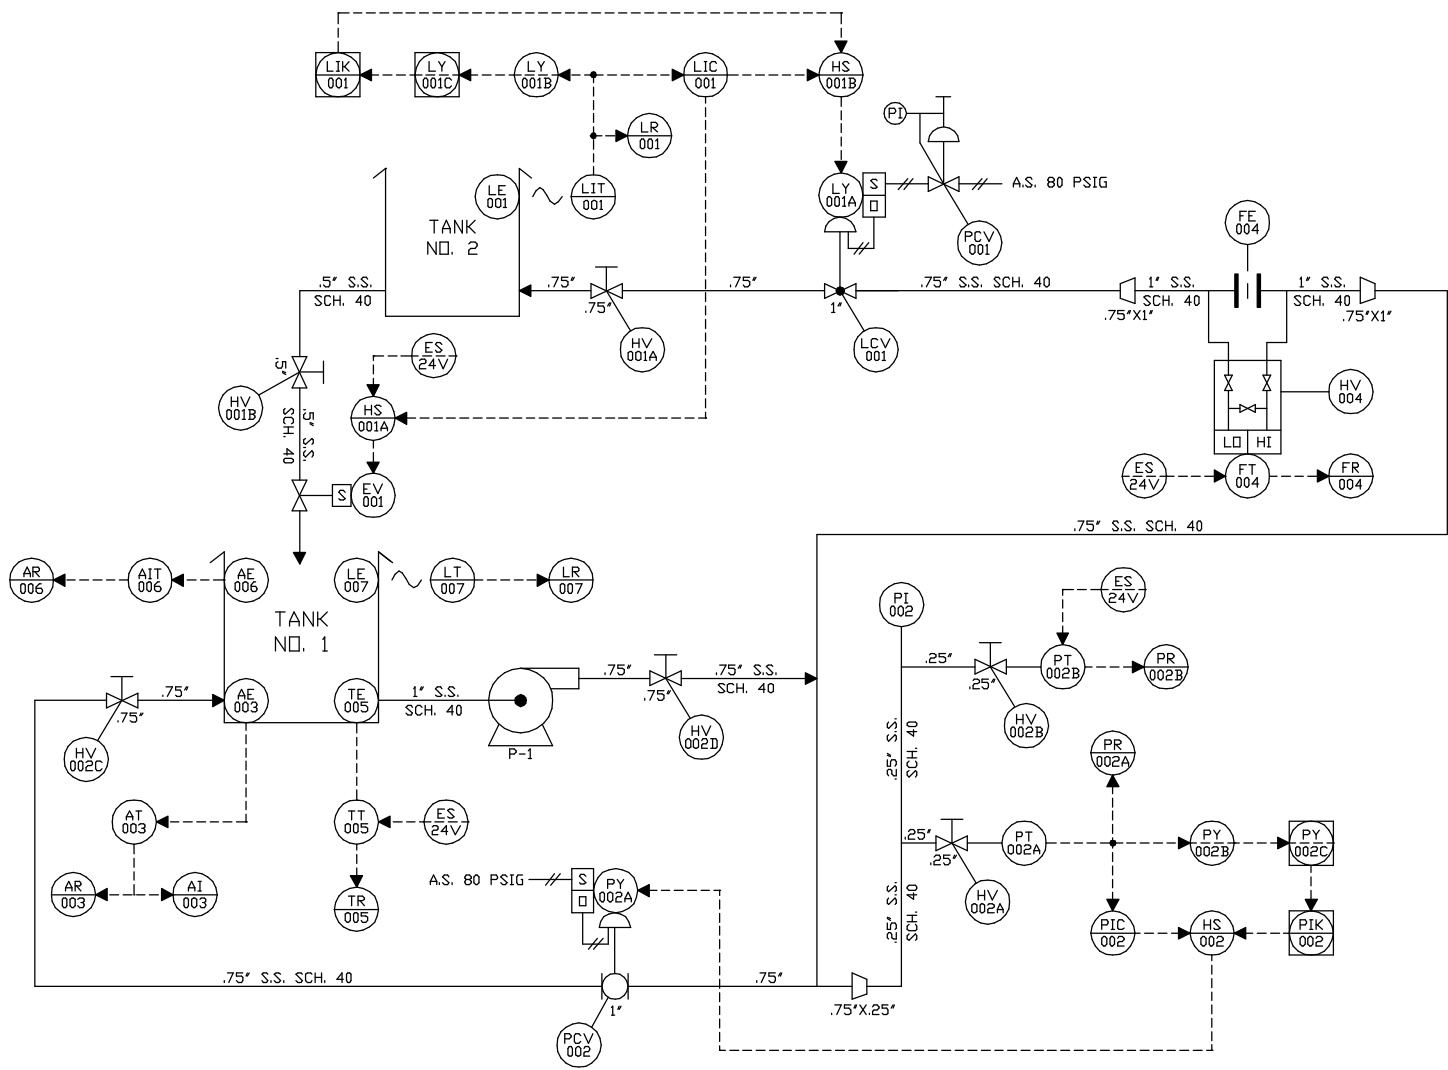 LIK
001
LY
001C
LY
001B
LIC
001
HS
001B
PI
LR
001
LE
001
LIT
001
LY
001A
S
O
A.S. 80 PSIG
PCV
001
FE
004
TANK
NO. 2
.5" S.S.
SCH. 40
.75"
.75"
.75"
1"
.75" S.S. SCH. 40
.75"X1"
1" S.S.
SCH. 40
1" S.S.
SCH. 40
.75"X1"
HV
001A
LCV
001
ES
24V
.5"
HV
001B
HS
001A
HV
004
.5" S.S.
SCH. 40
LO
HI
S
EV
001
ES
24V
FT
004
FR
004
.75" S.S. SCH. 40
AR
006
AIT
006
AE
006
LE
007
LT
007
LR
007
TANK
NO. 1
PI
002
ES
24V
.25"
.25"
PT
002B
PR
002B
.75"
.75"
AE
003
TE
005
1" S.S.
SCH. 40
P-1
.75"
.75"
.75" S.S.
SCH. 40
HV
002C
HV
002D
HV
002B
.25" S.S.
SCH. 40
PR
002A
AT
003
TT
005
ES
24V
.25"
.25"
PT
002A
PY
002B
PY
002C
AR
003
AI
003
TR
005
A.S. 80 PSIG
S
O
PY
002A
HV
002A
.25" S.S.
SCH. 40
PIC
002
HS
002
PIK
002
.75" S.S. SCH. 40
1"
.75"
.75"X.25"
PCV
002